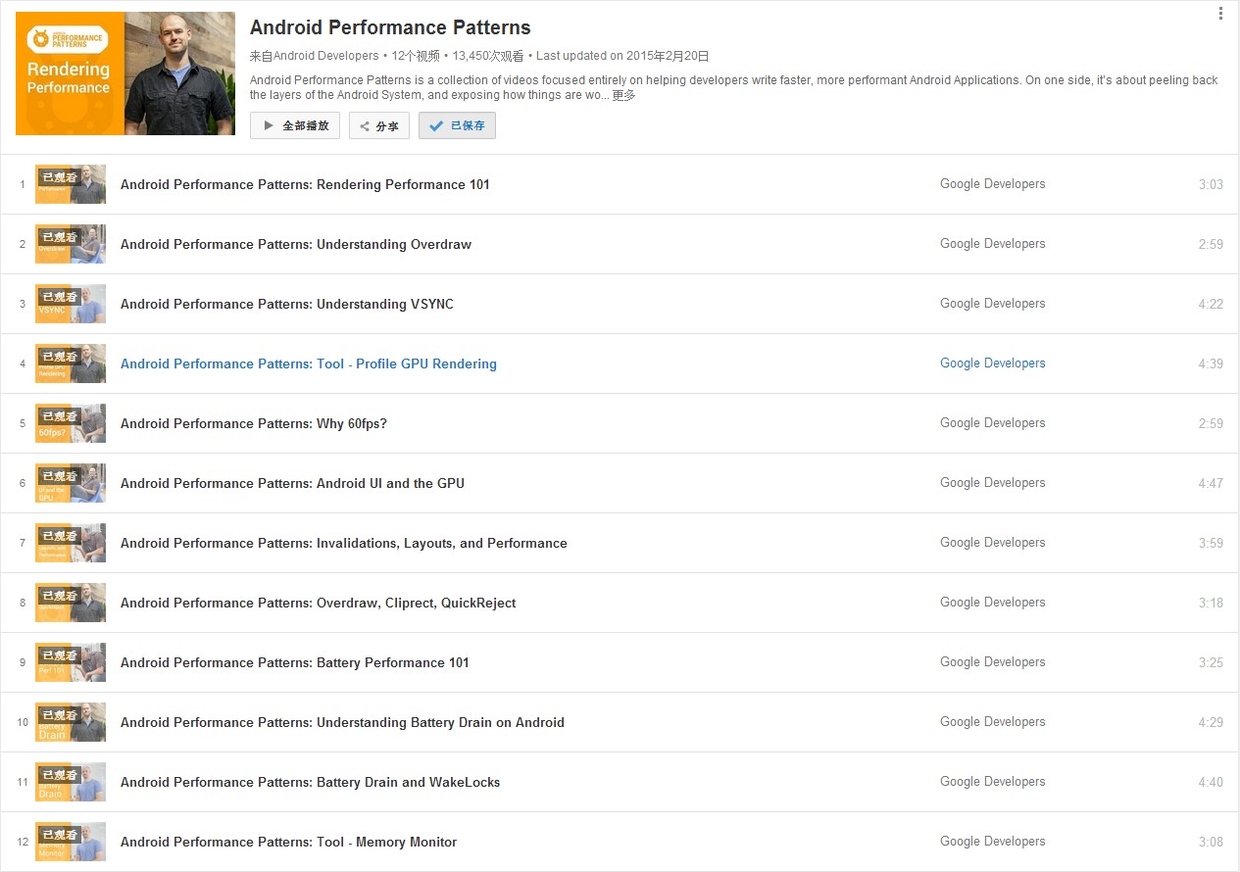 PERFORMANCE
PATTERNS
Rendering
Performance
Android Performance Patterns
来自Android Developers • 12个视频 • 13,450次观看 • Last updated on 2015年2月20日
Android Performance Patterns is a collection of videos focused entirely on helping developers write faster, more performant Android Applications. On one side, it's about peeling back
the layers of the Android System, and exposing how things are wo... 更多
全部播放 分享 已保存
1 已观看 Android Performance Patterns: Rendering Performance 101 Google Developers 3:03
2 已观看 Android Performance Patterns: Understanding Overdraw Google Developers 2:59
Overdraw
3 已观看 Android Performance Patterns: Understanding VSYNC Google Developers 4:22
VSYNC
4 已观看 Android Performance Patterns: Tool - Profile GPU Rendering Google Developers 4:39
Profile GPU
Rendering
5 已观看 Android Performance Patterns: Why 60fps? Google Developers 2:59
60fps?
6 已观看 Android Performance Patterns: Android UI and the GPU Google Developers 4:47
UI and the
GPU
7 已观看 Android Performance Patterns: Invalidations, Layouts, and Performance Google Developers 3:59
Performance
8 已观看 Android Performance Patterns: Overdraw, Cliprect, QuickReject Google Developers 3:18
9 已观看 Android Performance Patterns: Battery Performance 101 Google Developers 3:25
Perf 101
10 已观看 Android Performance Patterns: Understanding Battery Drain on Android Google Developers 4:29
Battery
Drain
11 已观看 Android Performance Patterns: Battery Drain and WakeLocks Google Developers 4:40
Battery
Drain
12 已观看 Android Performance Patterns: Tool - Memory Monitor Google Developers 3:08
Memory
Monitor